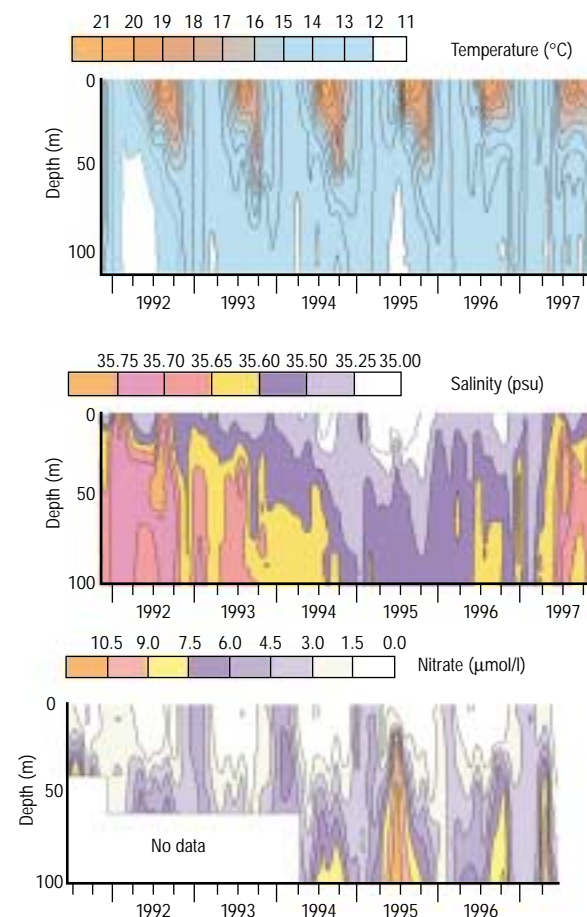 21 20 19 18 17 16 15 14 13 12 11
Temperature (°C)
0
50
100
Depth (m)
1992 1993 1994 1995 1996 1997
35.75 35.70 35.65 35.60 35.50 35.25 35.00
Salinity (psu)
0
50
100
Depth (m)
1992 1993 1994 1995 1996 1997
10.5 9.0 7.5 6.0 4.5 3.0 1.5 0.0
Nitrate (µmol/l)
0
50
100
Depth (m)
No data
1992 1993 1994 1995 1996